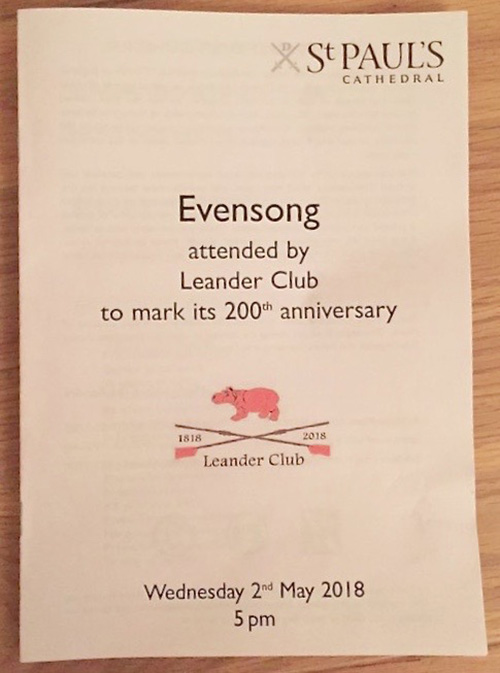 St PAUL'S
CATHEDRAL
Evensong
attended by
Leander Club
to mark its 200th anniversary
1818 2018
Leander Club
Wednesday 2nd May 2018
5 pm